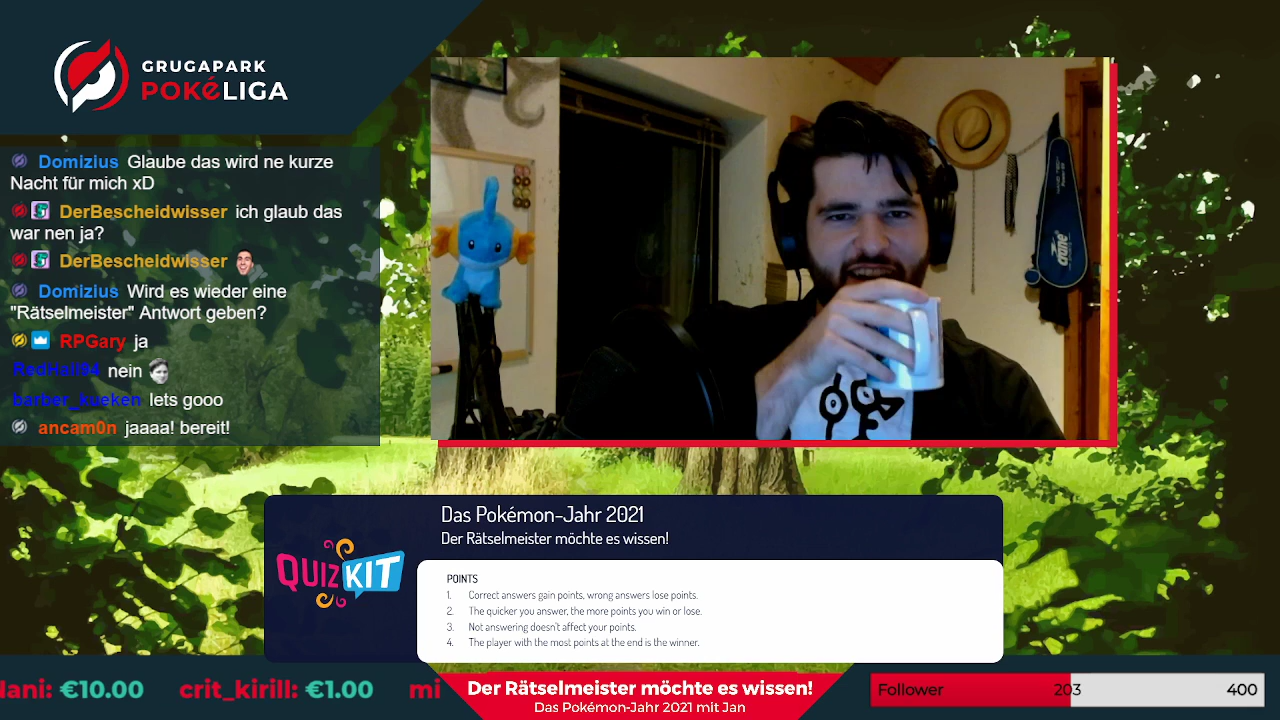 GRUGAPARK
POKéLIGA
Domizius Glaube das wird ne kurze
Nacht für mich xD
DerBescheidwisser ich glaub das
war nen ja?
DerBescheidwisser
Domizius Wird es wieder eine
"Rätselmeister" Antwort geben?
RPGary ja
RedHail94 nein
barber_kueken lets gooo
ancam0n jaaaa! bereit!
Das Pokémon-Jahr 2021
Der Rätselmeister möchte es wissen!
QUIZKIT
POINTS
1. Correct answers gain points, wrong answers lose points.
2. The quicker you answer, the more points you win or lose.
3. Not answering doesn't affect your points.
4. The player with the most points at the end is the winner.
lani: €10.00 crit_kirill: €1.00 mi
Der Rätselmeister möchte es wissen!
Das Pokémon-Jahr 2021 mit Jan
Follower 203 400